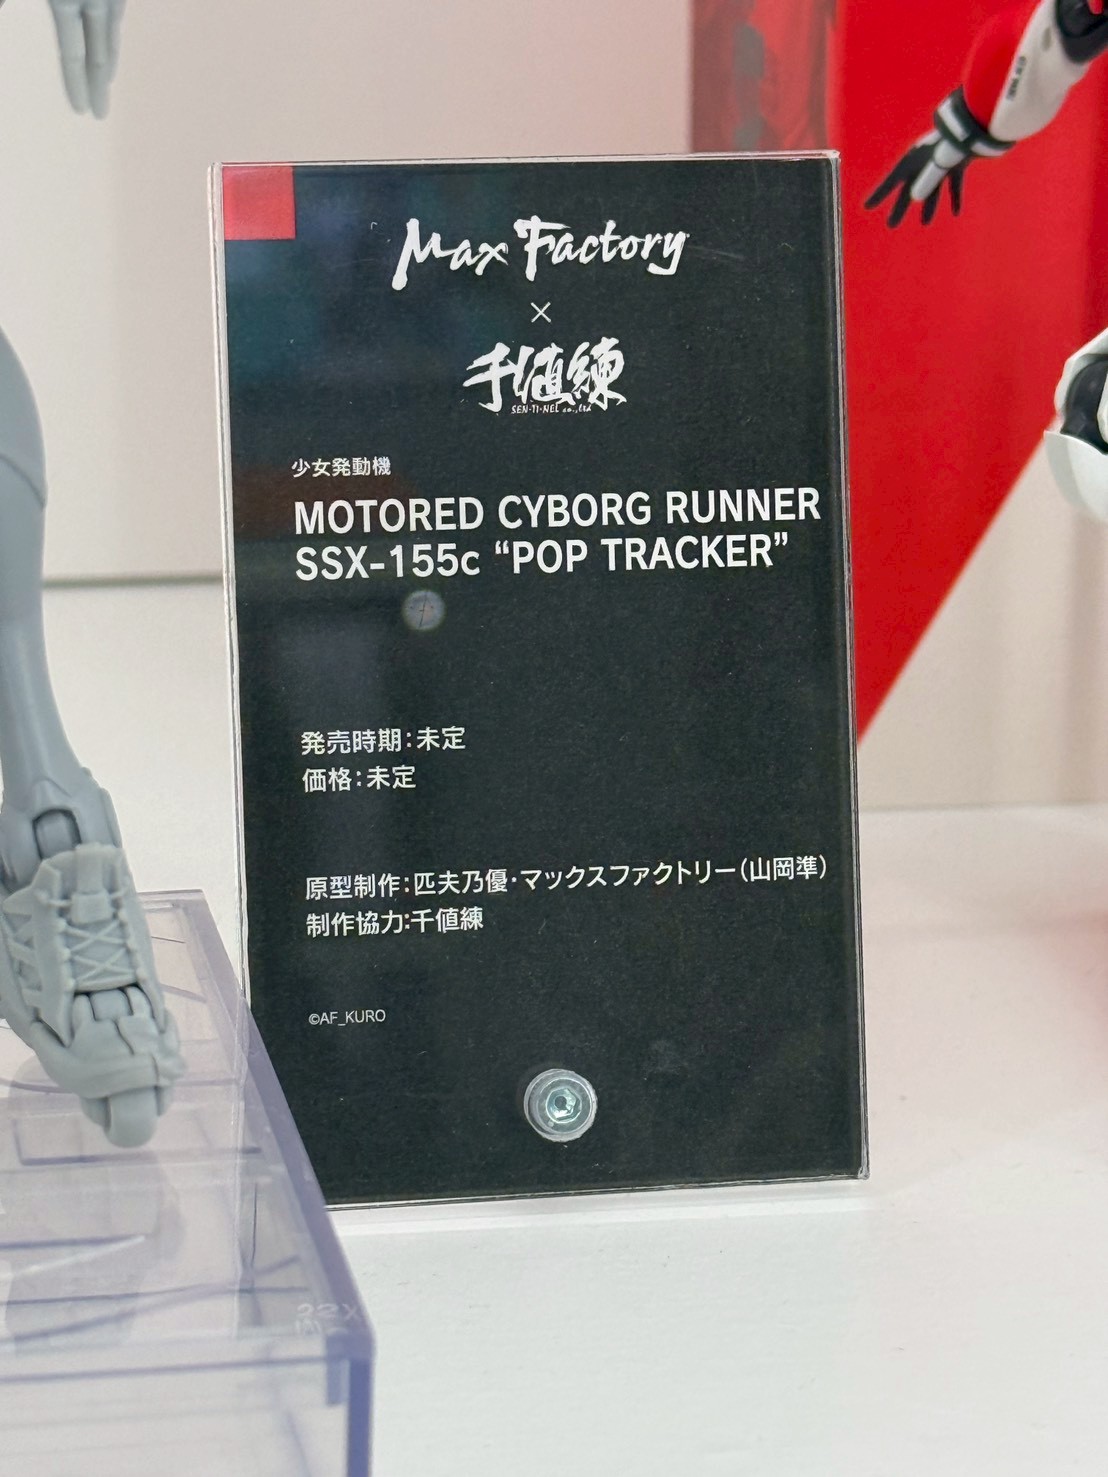 Max Factory
×
千値練
SEN-TI-NEL co.,ltd
少女発動機
MOTORED CYBORG RUNNER
SSX-155c “POP TRACKER”
発売時期：未定
価格：未定
原型制作：匹夫乃優・マックスファクトリー（山岡準）
制作協力：千値練
©AF_KURO